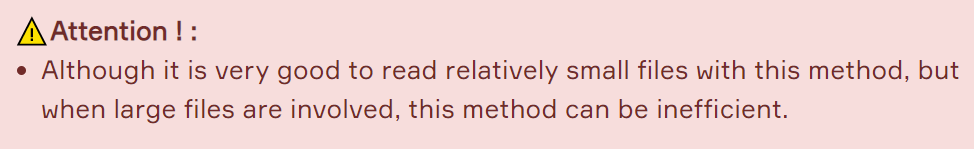 ⚠Attention ! :
• Although it is very good to read relatively small files with this method, but
when large files are involved, this method can be inefficient.